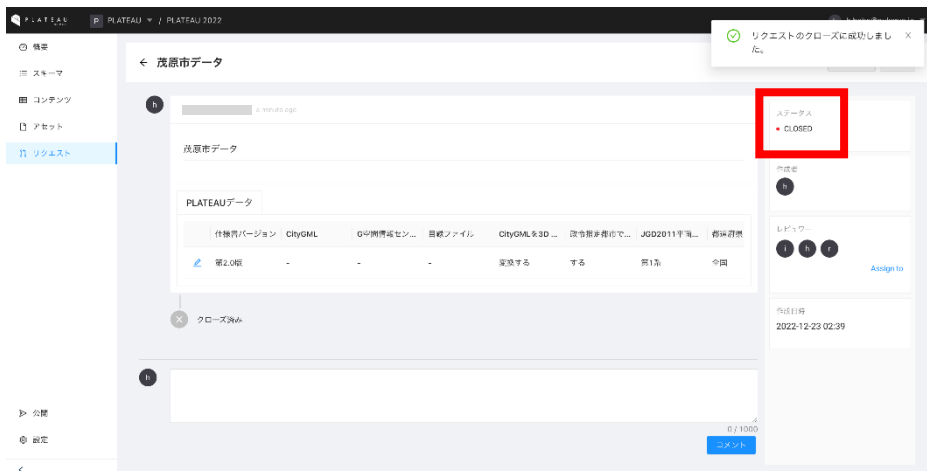 PLATEAU
P PLATEAU / PLATEAU 2022
リクエストのクローズに成功しまし
た。
概要
スキーマ
コンテンツ
アセット
リクエスト
公開
設定
← 茂原市データ
h
a minute ago
茂原市データ
PLATEAUデータ
仕様書バージョン CityGML G空間情報セン... 目録ファイル CityGMLを3D ... 政令指定都市で... JGD2011平面... 都道府県
第2.0版 - - - 変換する する 第1系 全国
クローズ済み
h
0 / 1000
コメント
ステータス
CLOSED
作成者
h
レビュワー
i h r
Assign to
作成日時
2022-12-23 02:39